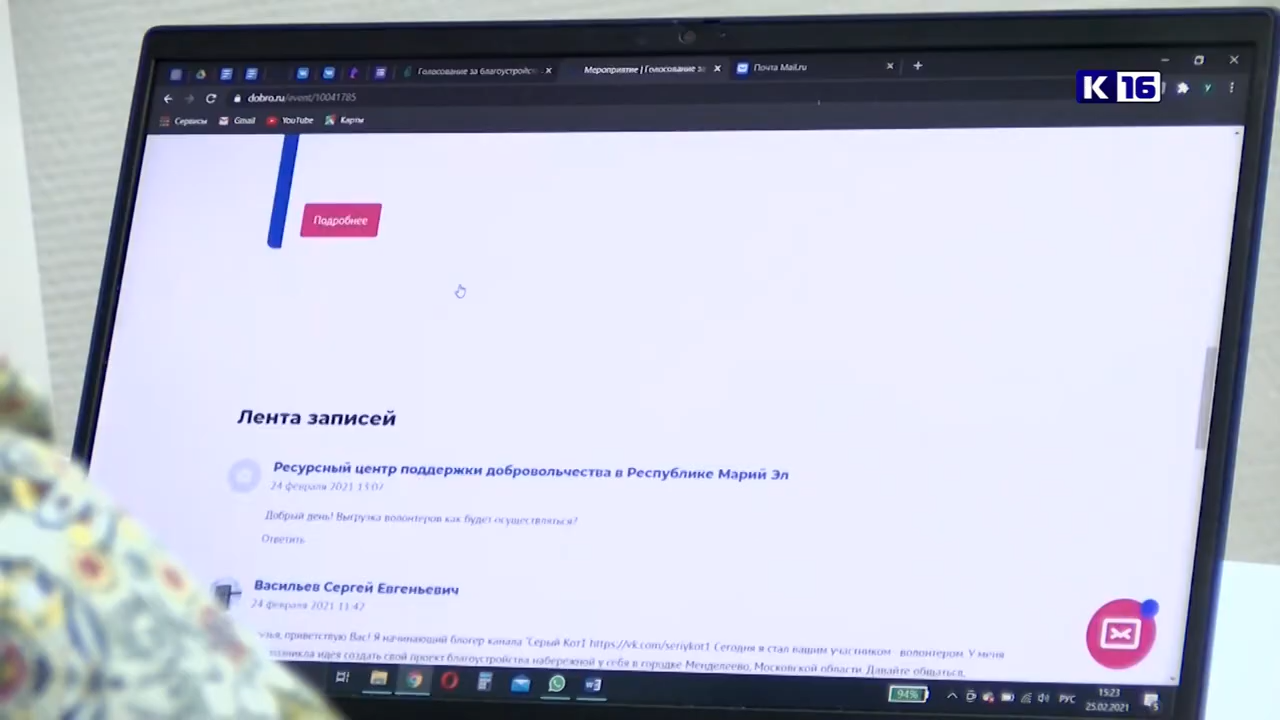 Голосование за благоустройст
Мероприятие | Голосование за
Почта Mail.ru
K 16
dobro.ru/event/10041785
Сервисы Gmail YouTube Карты
Подробнее
Лента записей
Ресурсный центр поддержки добровольчества в Республике Марий Эл
24 февраля 2021 13:07
Добрый день! Выгрузка волонтеров как будет осуществляться?
Ответить
Васильев Сергей Евгеньевич
24 февраля 2021 11:42
приветствую Вас! Я начинающий блогер канала "Серый Кот1 https://vk.com/seriykot1 Сегодня я стал вашим участником волонтером. У меня
возникла идея создать свой проект благоустройства набережной у себя в городке Менделеево, Московской области. Давайте общаться,
94% РУС 15:23
25.02.2021